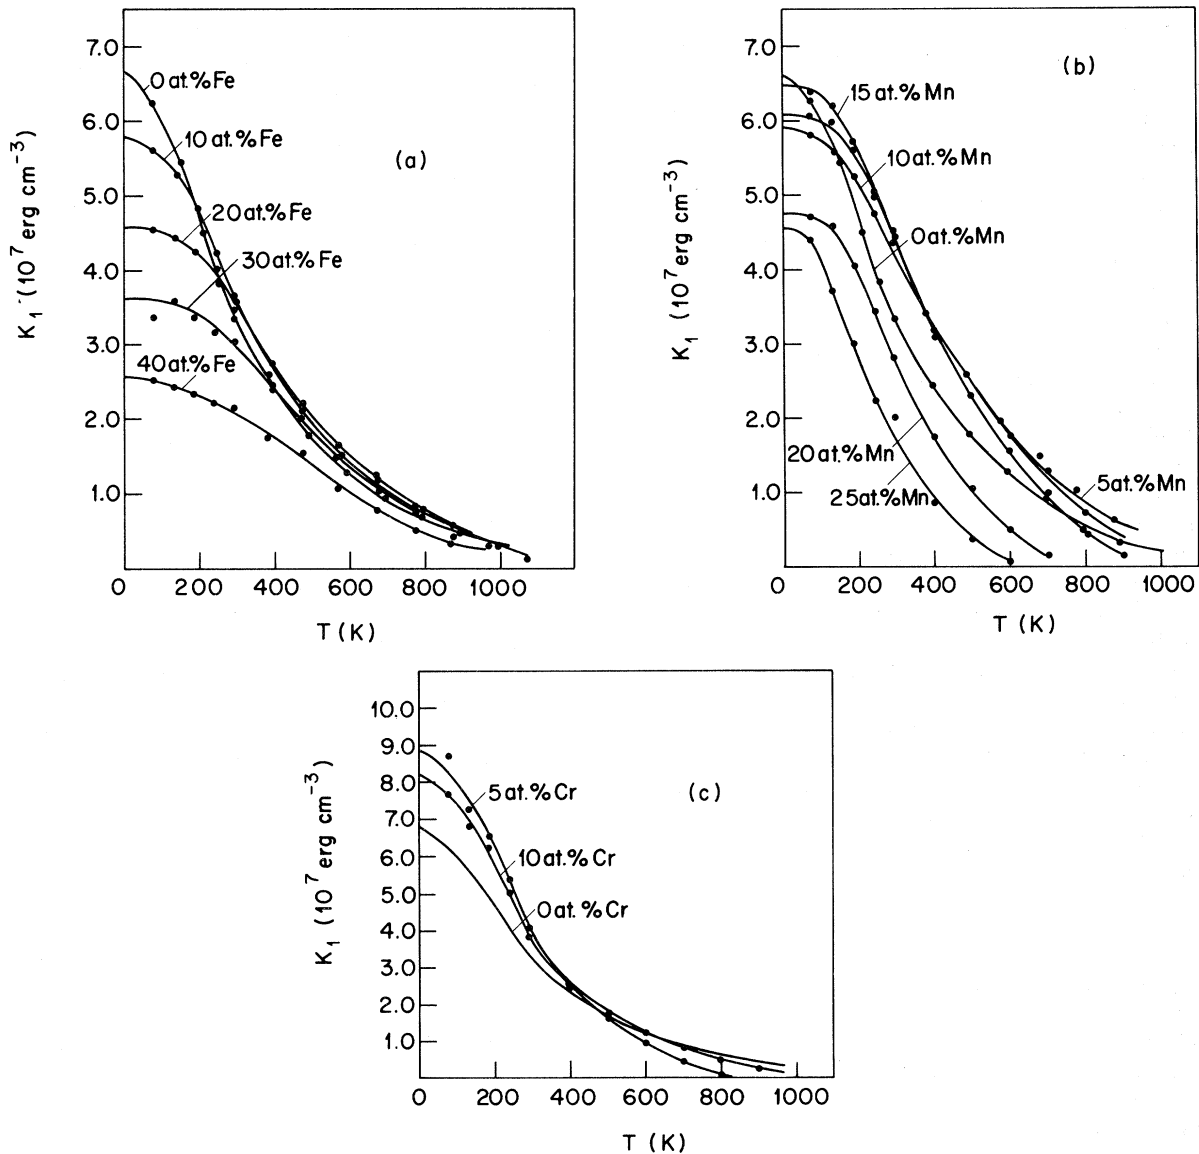 7.0
6.0
5.0
4.0
3.0
2.0
1.0
K₁ (10⁷ erg cm⁻³)
0 at.% Fe
10 at.% Fe
20 at.% Fe
30 at.% Fe
40 at.% Fe
(a)
0 200 400 600 800 1000
T (K)
7.0
6.0
5.0
4.0
3.0
2.0
1.0
K₁ (10⁷ erg cm⁻³)
(b)
15 at.% Mn
10 at.% Mn
0 at.% Mn
20 at.% Mn
25 at.% Mn
5 at.% Mn
0 200 400 600 800 1000
T (K)
10.0
9.0
8.0
7.0
6.0
5.0
4.0
3.0
2.0
1.0
K₁ (10⁷ erg cm⁻³)
(c)
5 at.% Cr
10 at.% Cr
0 at.% Cr
0 200 400 600 800 1000
T (K)